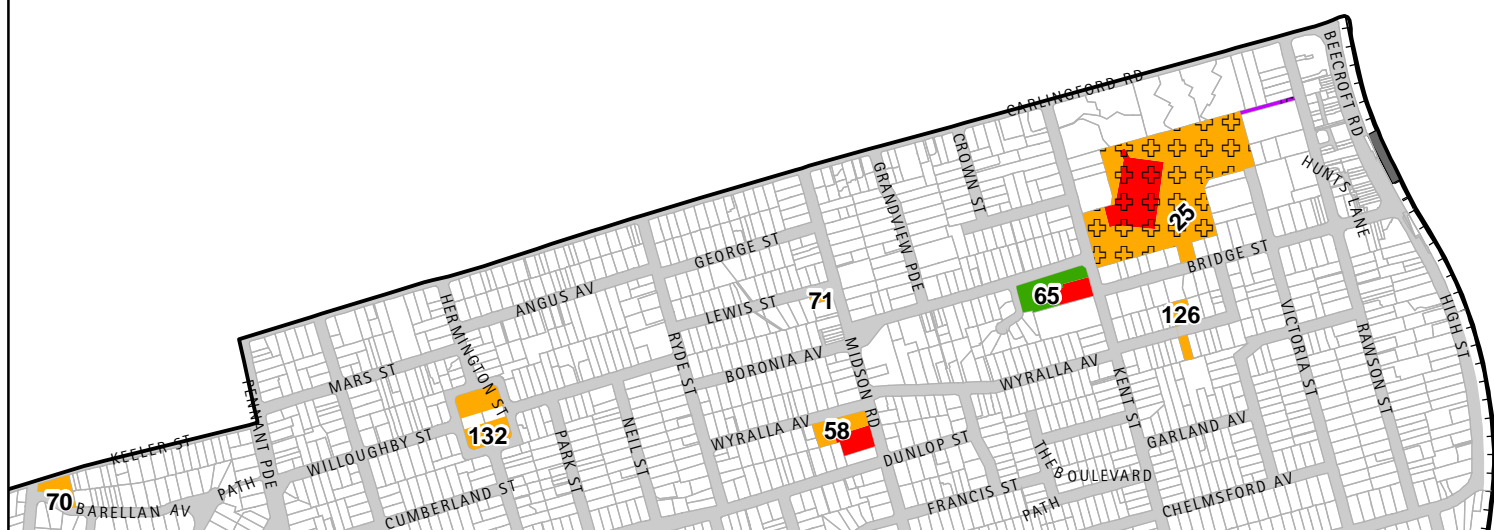 BEECROFT RD
CARLINGFORD RD
CROWN ST
GRANDVIEW PDE
HUNTS LANE
25
BRIDGE ST
GEORGE ST
65
71
ANGUS AV
LEWIS ST
HERMINGTON ST
126
HIGH ST
VICTORIA ST
RAWSON ST
RYDE ST
BORONIA AV
MIDSON RD
WYRALLA AV
KENT ST
MARS ST
PENNANT PDE
132
WILLOUGHBY ST
PARK ST
NEIL ST
WYRALLA AV
58
DUNLOP ST
GARLAND AV
THE BOULEVARD
KEELER ST
PATH
70
BARELLAN AV
CUMBERLAND ST
FRANCIS ST
PATH
CHELMSFORD AV